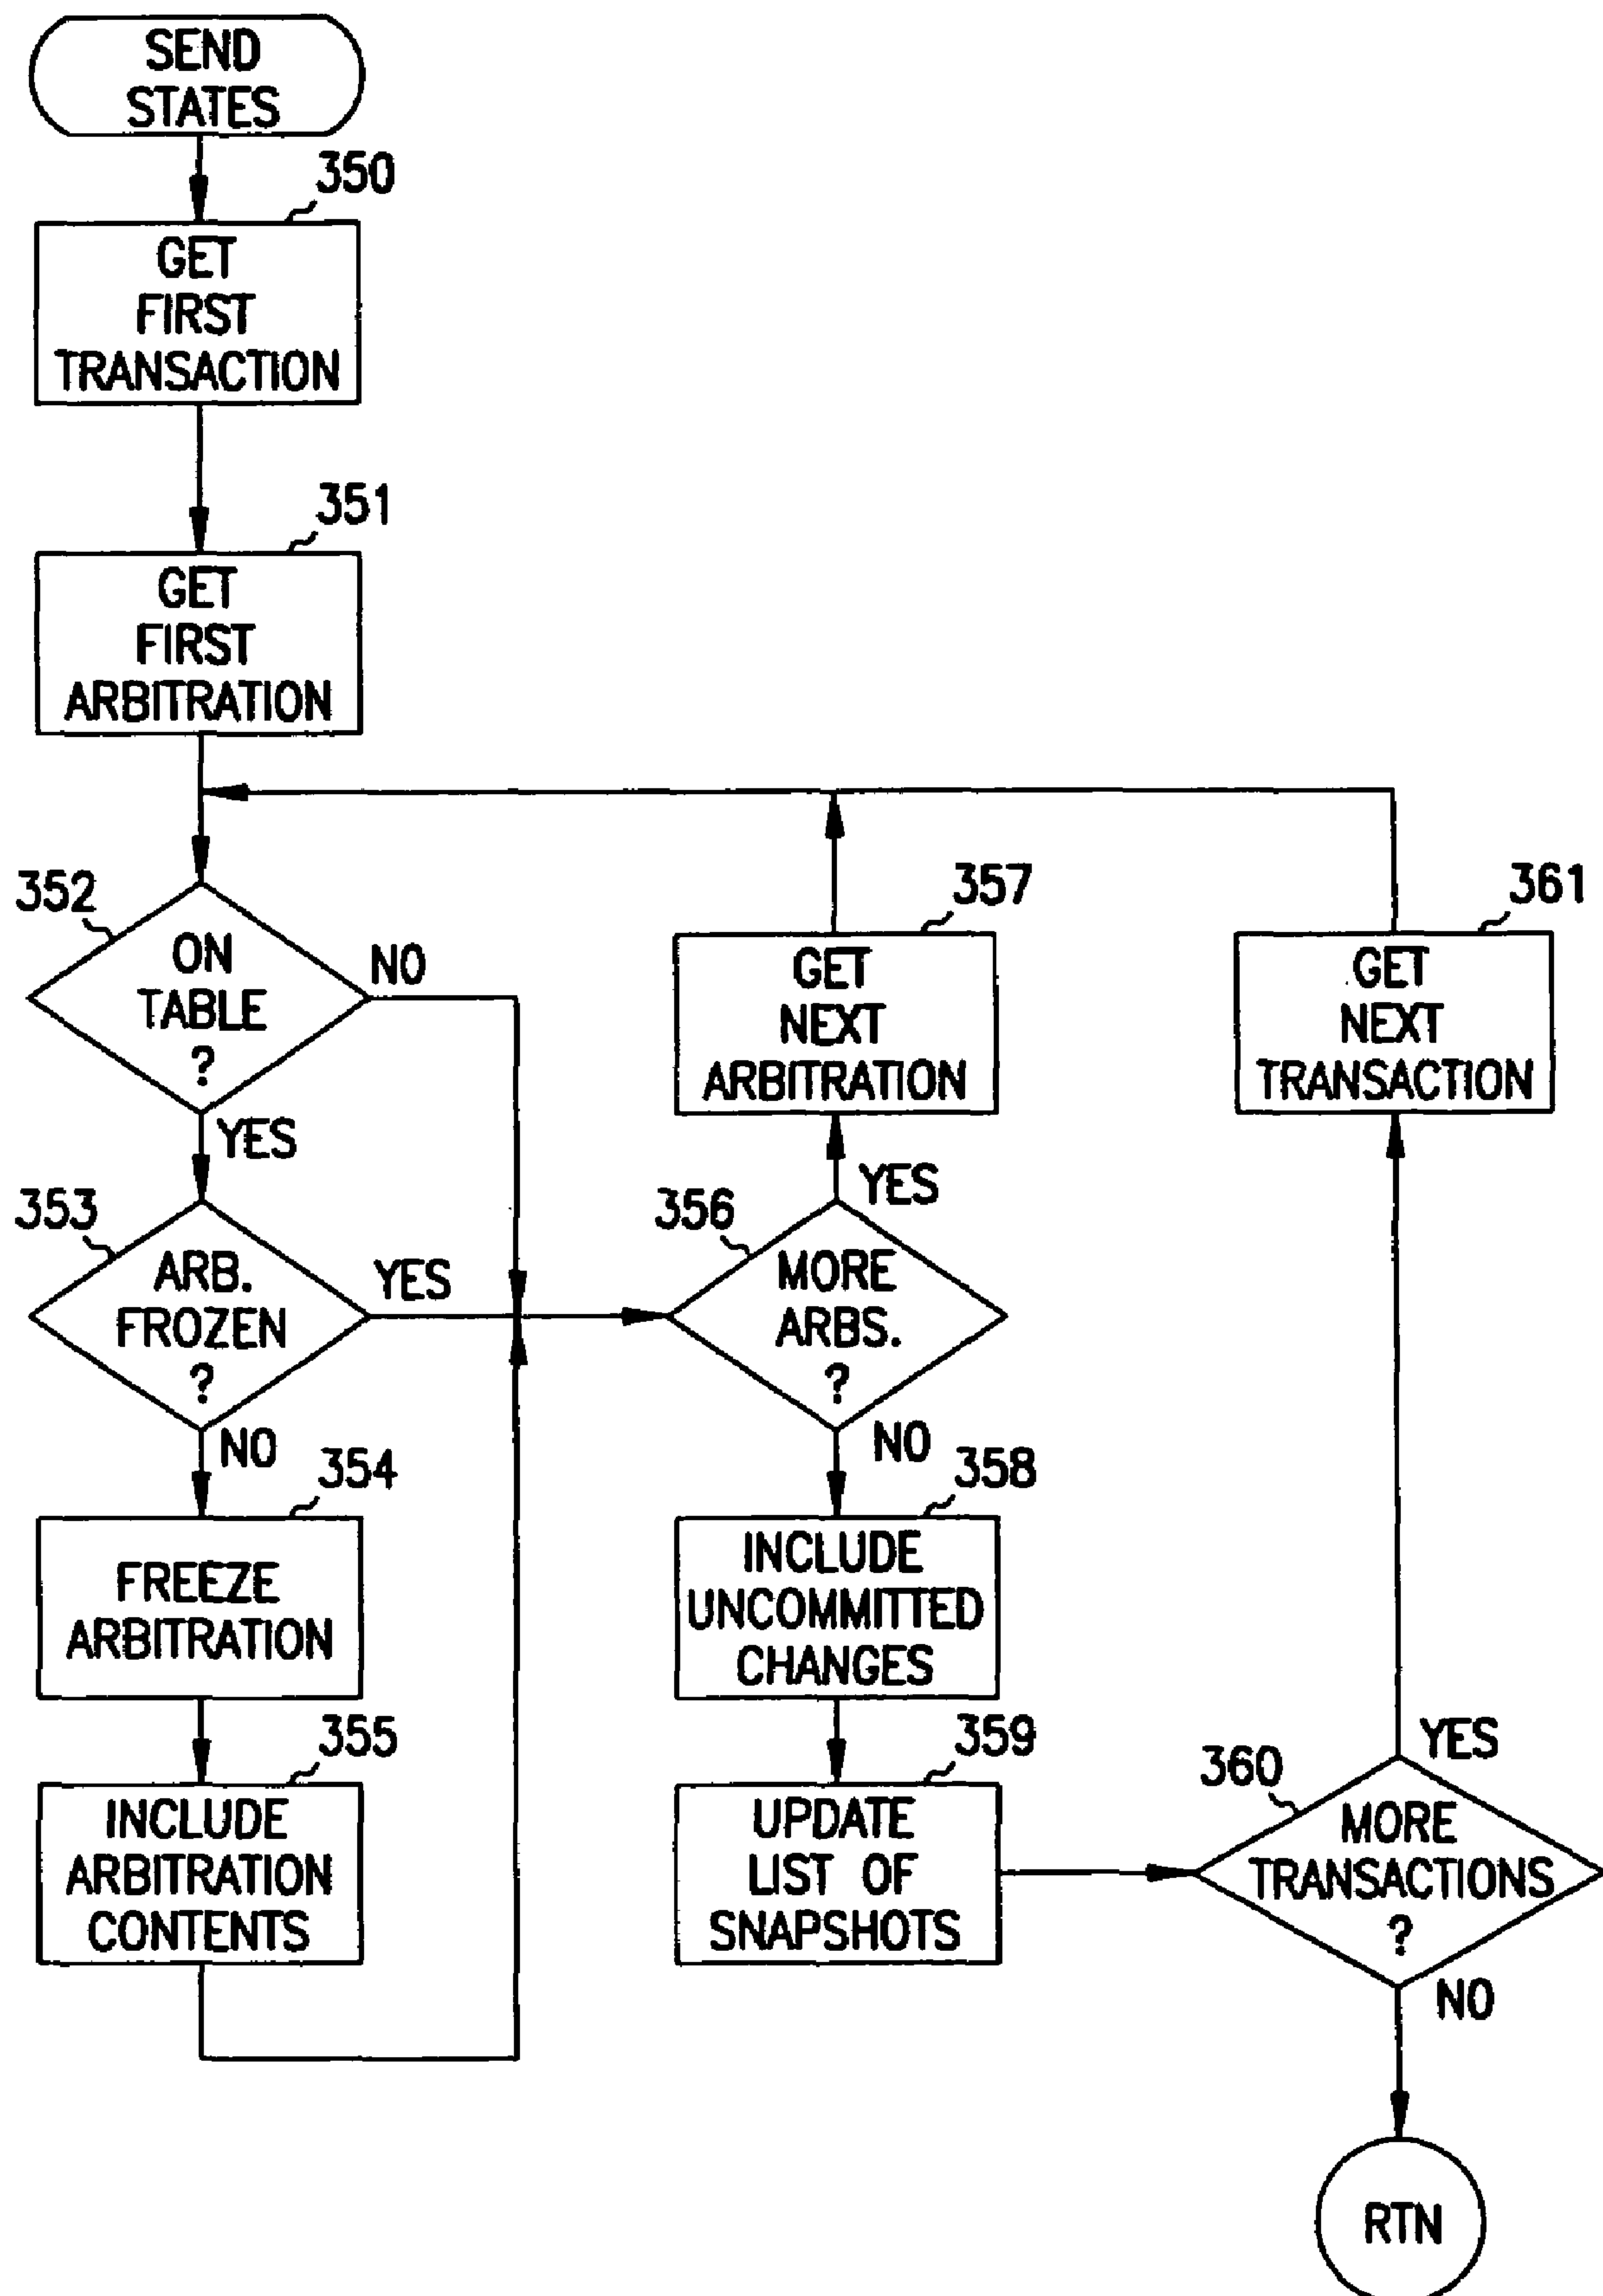 SEND
STATES
350
GET
FIRST
TRANSACTION
351
GET
FIRST
ARBITRATION
352
ON
TABLE
?
NO
YES
353
ARB.
FROZEN
?
YES
NO
354
FREEZE
ARBITRATION
355
INCLUDE
ARBITRATION
CONTENTS
356
MORE
ARBS.
?
YES
NO
357
GET
NEXT
ARBITRATION
358
INCLUDE
UNCOMMITTED
CHANGES
359
UPDATE
LIST OF
SNAPSHOTS
360
MORE
TRANSACTIONS
?
YES
NO
361
GET
NEXT
TRANSACTION
RTN